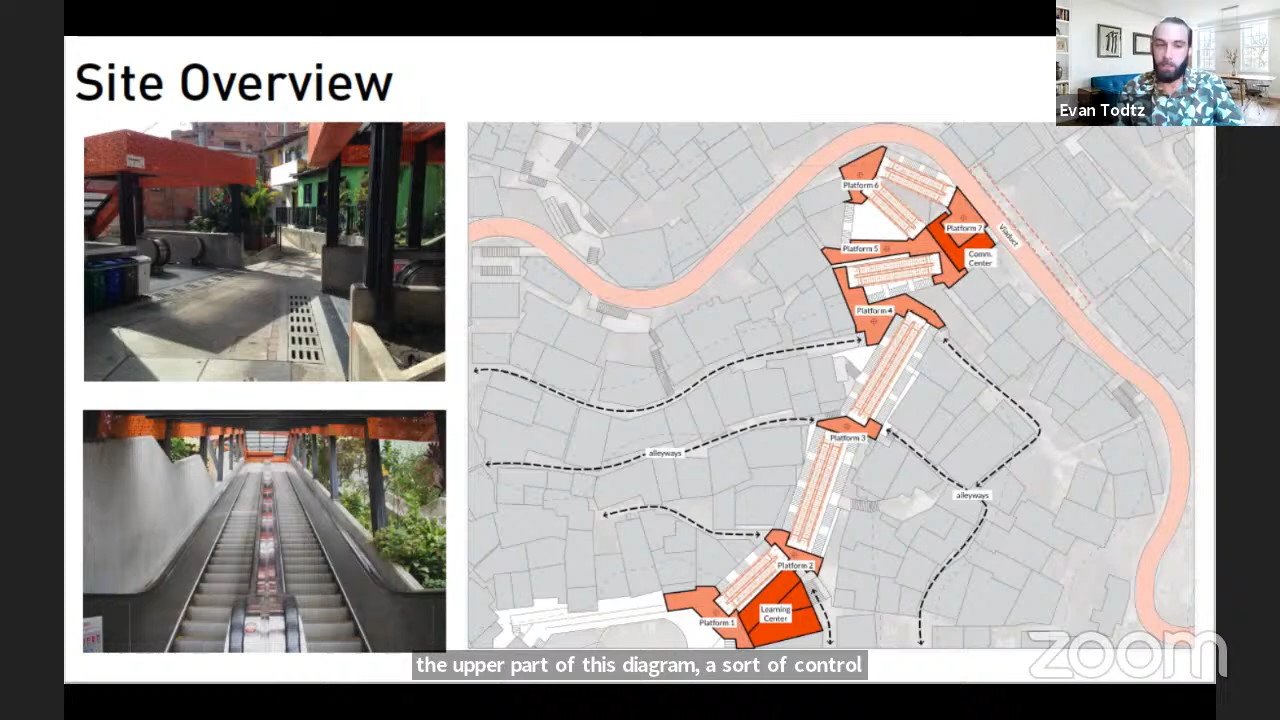 Site Overview
Evan Todtz
Platform 6
Platform 7
Viaduct
Platform 5
Comm.
Center
Platform 4
Platform 3
alleyways
alleyways
Platform 2
Learning
Center
Platform 1
the upper part of this diagram, a sort of control
zoom